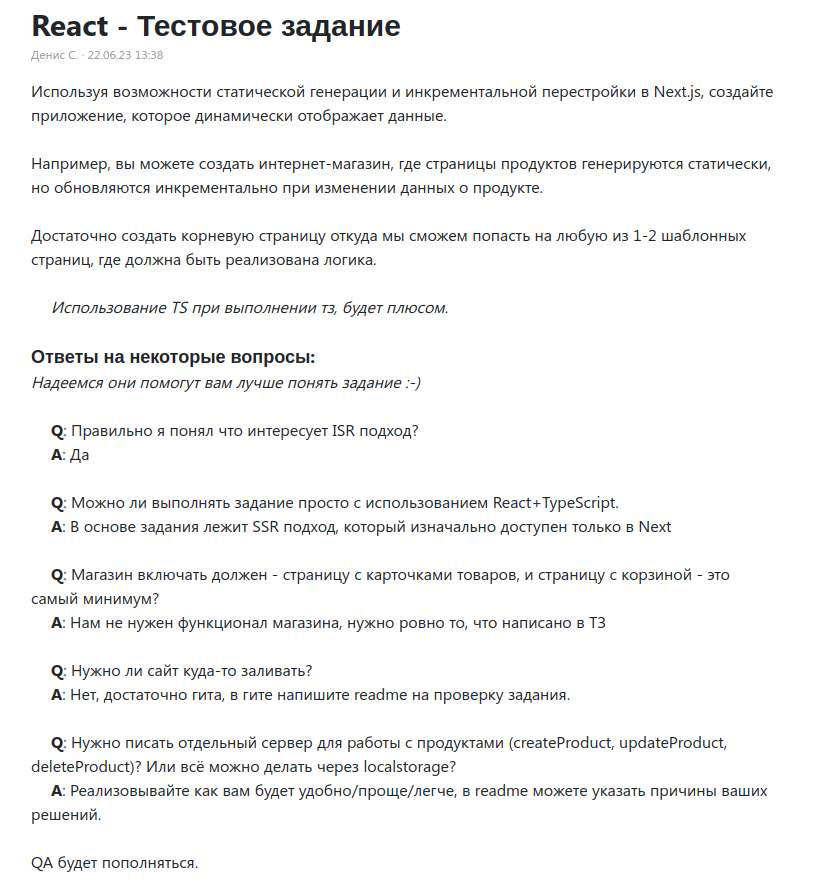 React - Тестовое задание
Денис С. · 22.06.23 13:38
Используя возможности статической генерации и инкрементальной перестройки в Next.js, создайте
приложение, которое динамически отображает данные.
Например, вы можете создать интернет-магазин, где страницы продуктов генерируются статически,
но обновляются инкрементально при изменении данных о продукте.
Достаточно создать корневую страницу откуда мы сможем попасть на любую из 1-2 шаблонных
страниц, где должна быть реализована логика.
Использование TS при выполнении тз, будет плюсом.
Ответы на некоторые вопросы:
Надеемся они помогут вам лучше понять задание :-)
Q: Правильно я понял что интересует ISR подход?
A: Да
Q: Можно ли выполнять задание просто с использованием React+TypeScript.
A: В основе задания лежит SSR подход, который изначально доступен только в Next
Q: Магазин включать должен - страницу с карточками товаров, и страницу с корзиной - это
самый минимум?
A: Нам не нужен функционал магазина, нужно ровно то, что написано в ТЗ
Q: Нужно ли сайт куда-то заливать?
A: Нет, достаточно гита, в гите напишите readme на проверку задания.
Q: Нужно писать отдельный сервер для работы с продуктами (createProduct, updateProduct,
deleteProduct)? Или всё можно делать через localstorage?
A: Реализовывайте как вам будет удобно/проще/легче, в readme можете указать причины ваших
решений.
QA будет пополняться.